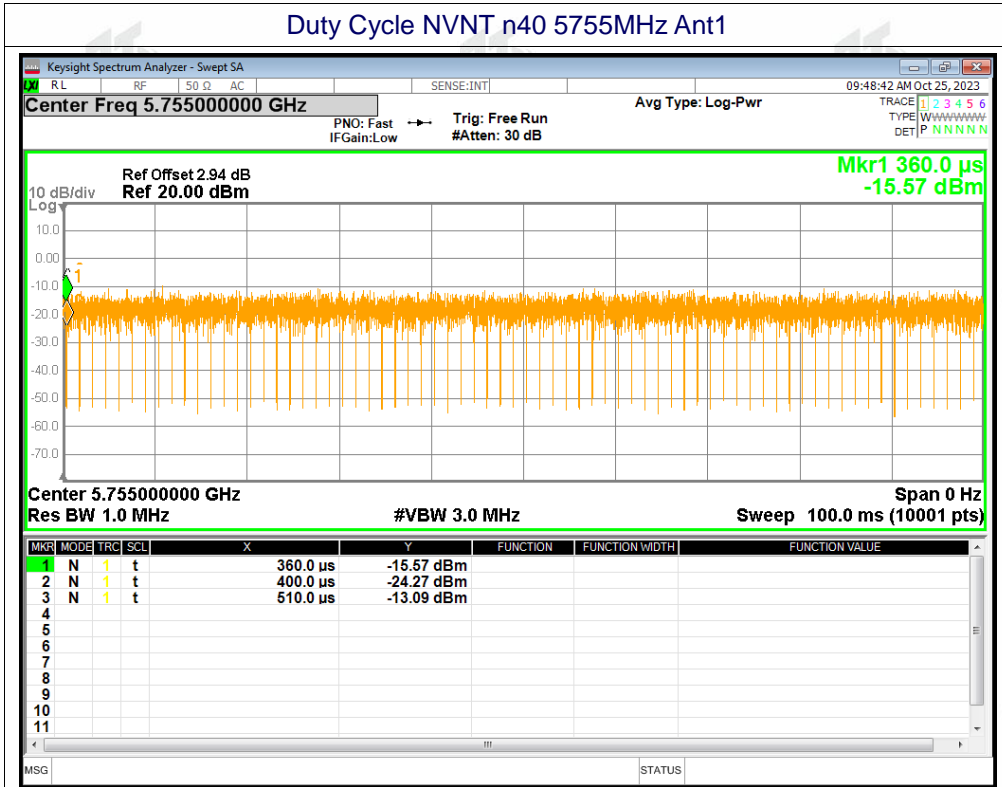 Duty Cycle NVNT n40 5755MHz Ant1
Keysight Spectrum Analyzer - Swept SA
LXI RL RF 50 Ω AC SENSE:INT 09:48:42 AM Oct 25, 2023
Center Freq 5.755000000 GHz Avg Type: Log-Pwr TRACE 1 2 3 4 5 6
PNO: Fast Trig: Free Run TYPE WWWWWWW
IFGain:Low #Atten: 30 dB DET P N N N N N
Mkr1 360.0 µs
Ref Offset 2.94 dB
10 dB/div Ref 20.00 dBm -15.57 dBm
Log
10.0
0.00
1
-10.0
-20.0
-30.0
-40.0
-50.0
-60.0
-70.0
Center 5.755000000 GHz Span 0 Hz
Res BW 1.0 MHz #VBW 3.0 MHz Sweep 100.0 ms (10001 pts)
MKR MODE TRC SCL X Y FUNCTION FUNCTION WIDTH FUNCTION VALUE
1 N 1 t 360.0 µs -15.57 dBm
2 N 1 t 400.0 µs -24.27 dBm
3 N 1 t 510.0 µs -13.09 dBm
4
5
6
7
8
9
10
11
MSG STATUS